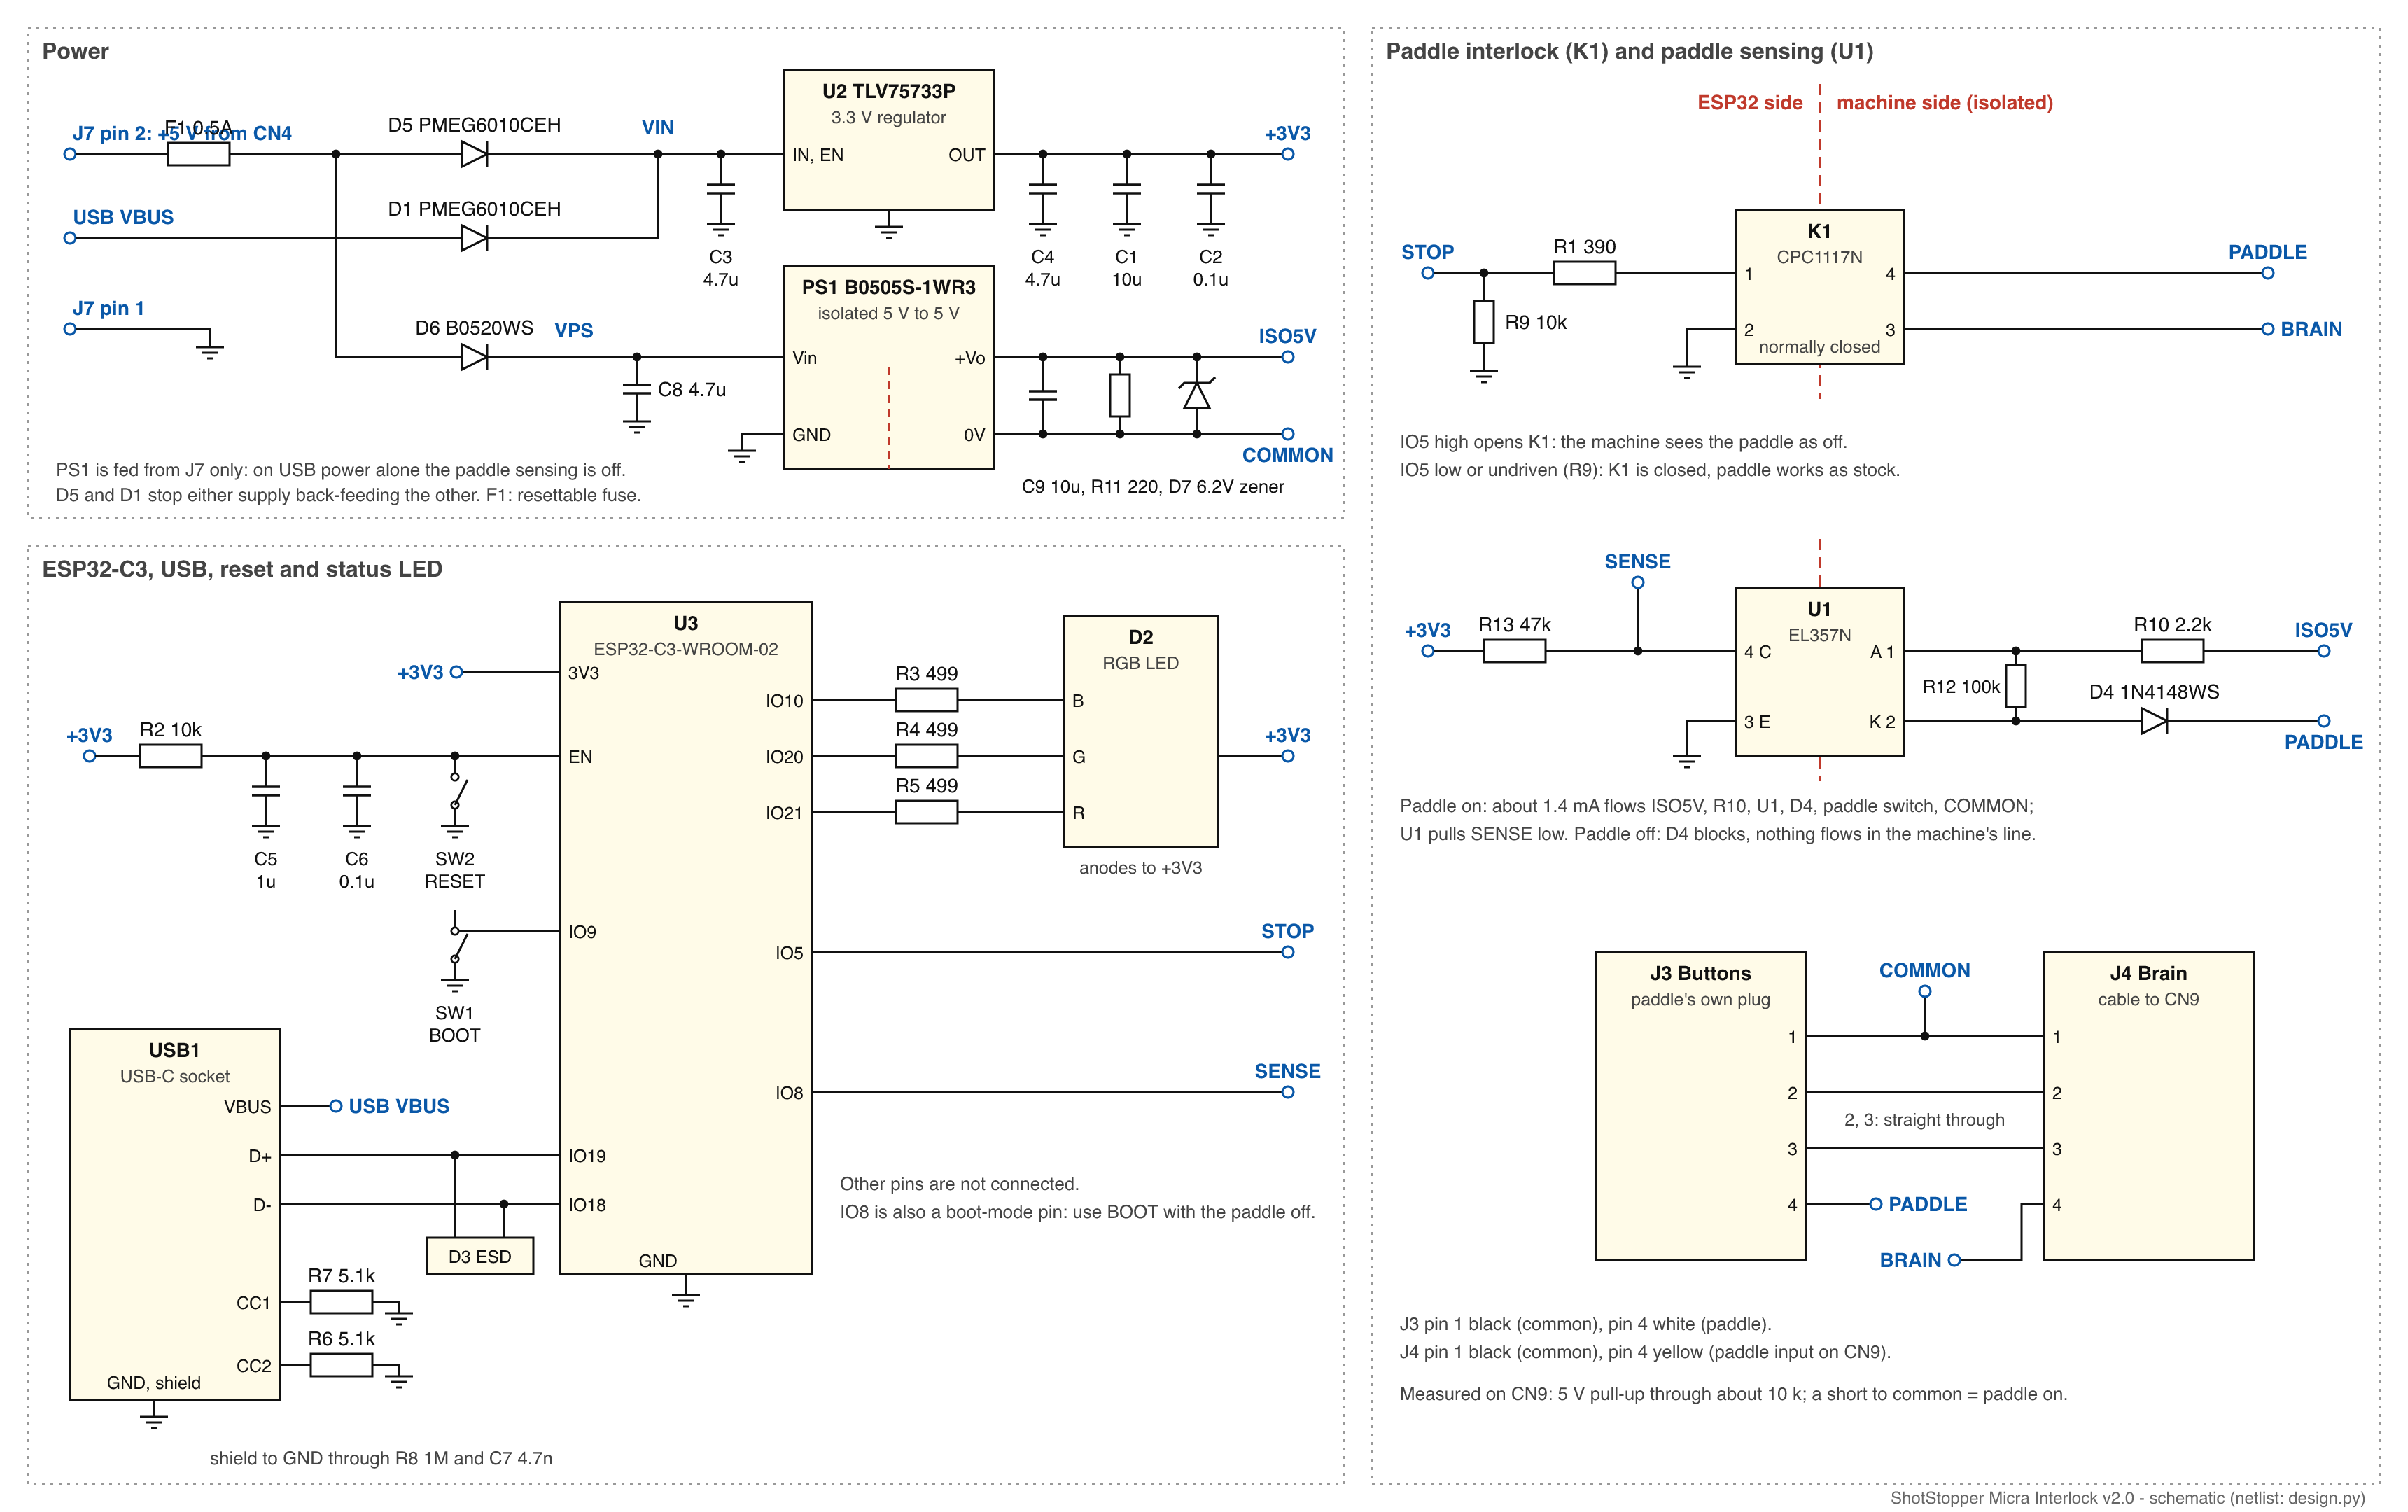 Power
J7 pin 2: +5 V from CN4
F1 0.5A
D5 PMEG6010CEH
VIN
U2 TLV75733P
3.3 V regulator
IN, EN
OUT
+3V3
USB VBUS
D1 PMEG6010CEH
C3
4.7u
C4
4.7u
C1
10u
C2
0.1u
J7 pin 1
D6 B0520WS
VPS
C8 4.7u
PS1 B0505S-1WR3
isolated 5 V to 5 V
Vin
+Vo
GND
0V
ISO5V
COMMON
PS1 is fed from J7 only: on USB power alone the paddle sensing is off.
D5 and D1 stop either supply back-feeding the other. F1: resettable fuse.
C9 10u, R11 220, D7 6.2V zener
ESP32-C3, USB, reset and status LED
U3
ESP32-C3-WROOM-02
+3V3
3V3
+3V3
R2 10k
EN
C5
1u
C6
0.1u
SW2
RESET
IO9
SW1
BOOT
IO10
IO20
IO21
R3 499
R4 499
R5 499
D2
RGB LED
B
G
R
+3V3
anodes to +3V3
IO5
STOP
IO8
SENSE
USB1
USB-C socket
VBUS
USB VBUS
D+
IO19
D-
IO18
D3 ESD
GND
CC1
R7 5.1k
CC2
R6 5.1k
GND, shield
Other pins are not connected.
IO8 is also a boot-mode pin: use BOOT with the paddle off.
shield to GND through R8 1M and C7 4.7n
Paddle interlock (K1) and paddle sensing (U1)
ESP32 side
machine side (isolated)
STOP
R1 390
R9 10k
K1
CPC1117N
1
4
2
3
normally closed
PADDLE
BRAIN
IO5 high opens K1: the machine sees the paddle as off.
IO5 low or undriven (R9): K1 is closed, paddle works as stock.
SENSE
+3V3
R13 47k
U1
EL357N
4 C
A 1
3 E
K 2
R12 100k
R10 2.2k
ISO5V
D4 1N4148WS
PADDLE
Paddle on: about 1.4 mA flows ISO5V, R10, U1, D4, paddle switch, COMMON;
U1 pulls SENSE low. Paddle off: D4 blocks, nothing flows in the machine's line.
J3 Buttons
paddle's own plug
COMMON
J4 Brain
cable to CN9
1
1
2
2
2, 3: straight through
3
3
4
PADDLE
4
BRAIN
J3 pin 1 black (common), pin 4 white (paddle).
J4 pin 1 black (common), pin 4 yellow (paddle input on CN9).
Measured on CN9: 5 V pull-up through about 10 k; a short to common = paddle on.
ShotStopper Micra Interlock v2.0 - schematic (netlist: design.py)